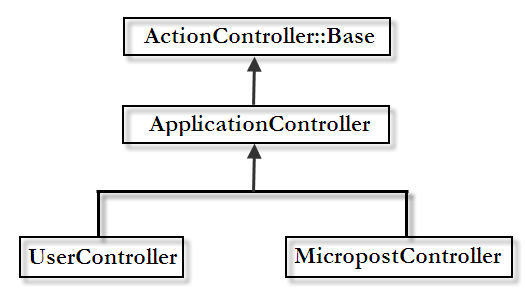 ActionController::Base
ApplicationController
UserController
MicropostController